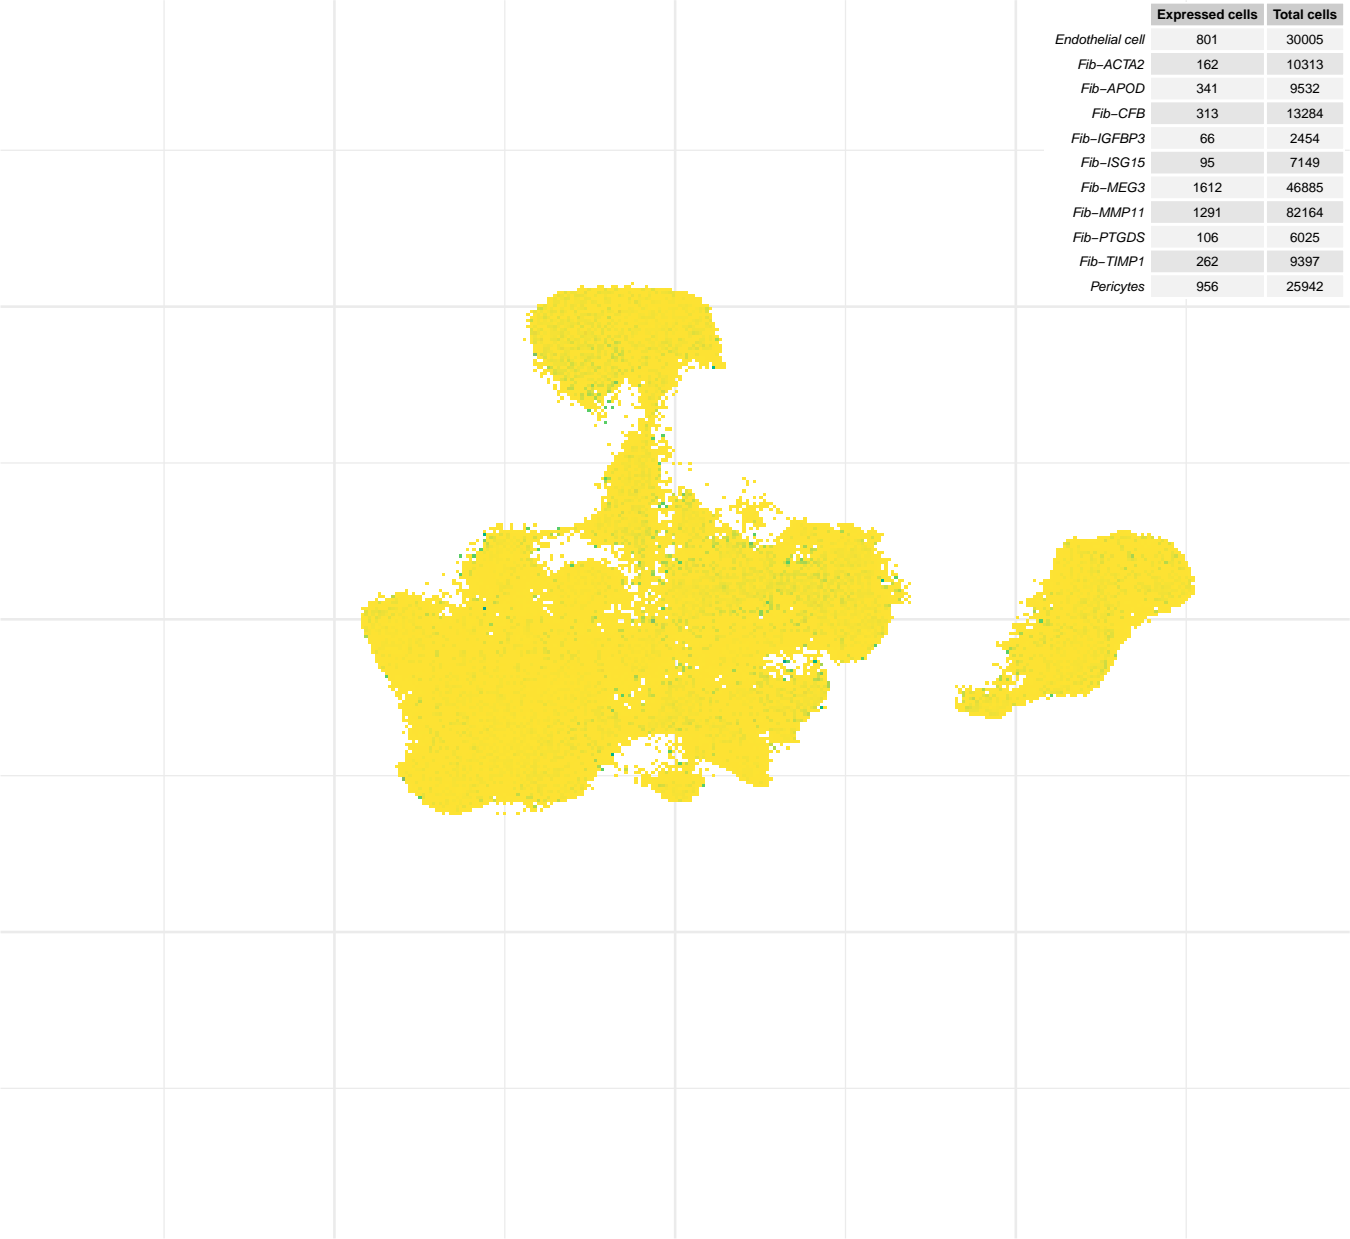 Expressed cells Total cells
Endothelial cell 801 30005
Fib−ACTA2 162 10313
Fib−APOD 341 9532
Fib−CFB 313 13284
Fib−IGFBP3 66 2454
Fib−ISG15 95 7149
Fib−MEG3 1612 46885
Fib−MMP11 1291 82164
Fib−PTGDS 106 6025
Fib−TIMP1 262 9397
Pericytes 956 25942